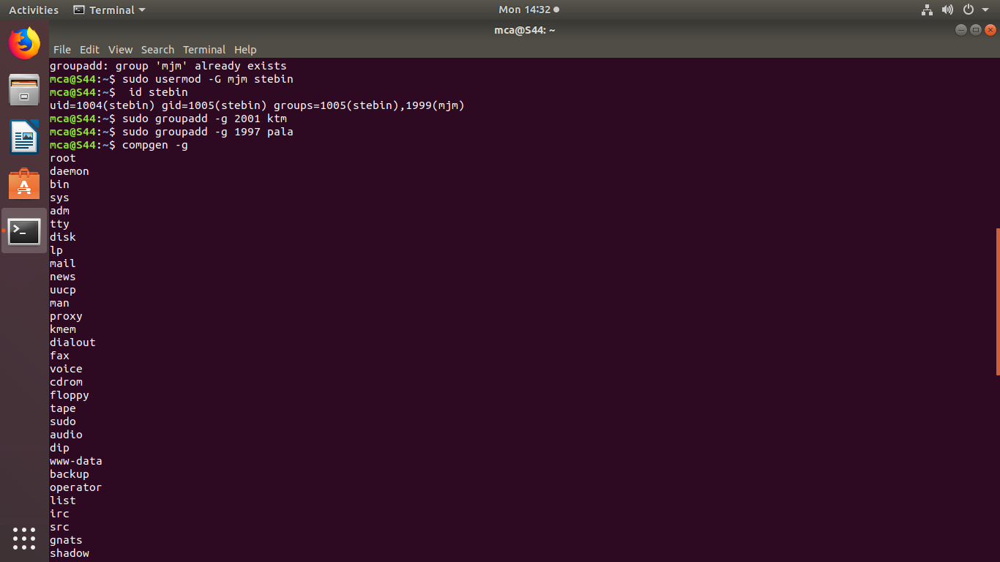 Activities Terminal Mon 14:32
mca@S44: ~
File Edit View Search Terminal Help
groupadd: group 'mjm' already exists
mca@S44:~$ sudo usermod -G mjm stebin
mca@S44:~$  id stebin
uid=1004(stebin) gid=1005(stebin) groups=1005(stebin),1999(mjm)
mca@S44:~$ sudo groupadd -g 2001 ktm
mca@S44:~$ sudo groupadd -g 1997 pala
mca@S44:~$ compgen -g
root
daemon
bin
sys
adm
tty
disk
lp
mail
news
uucp
man
proxy
kmem
dialout
fax
voice
cdrom
floppy
tape
sudo
audio
dip
www-data
backup
operator
list
irc
src
gnats
shadow